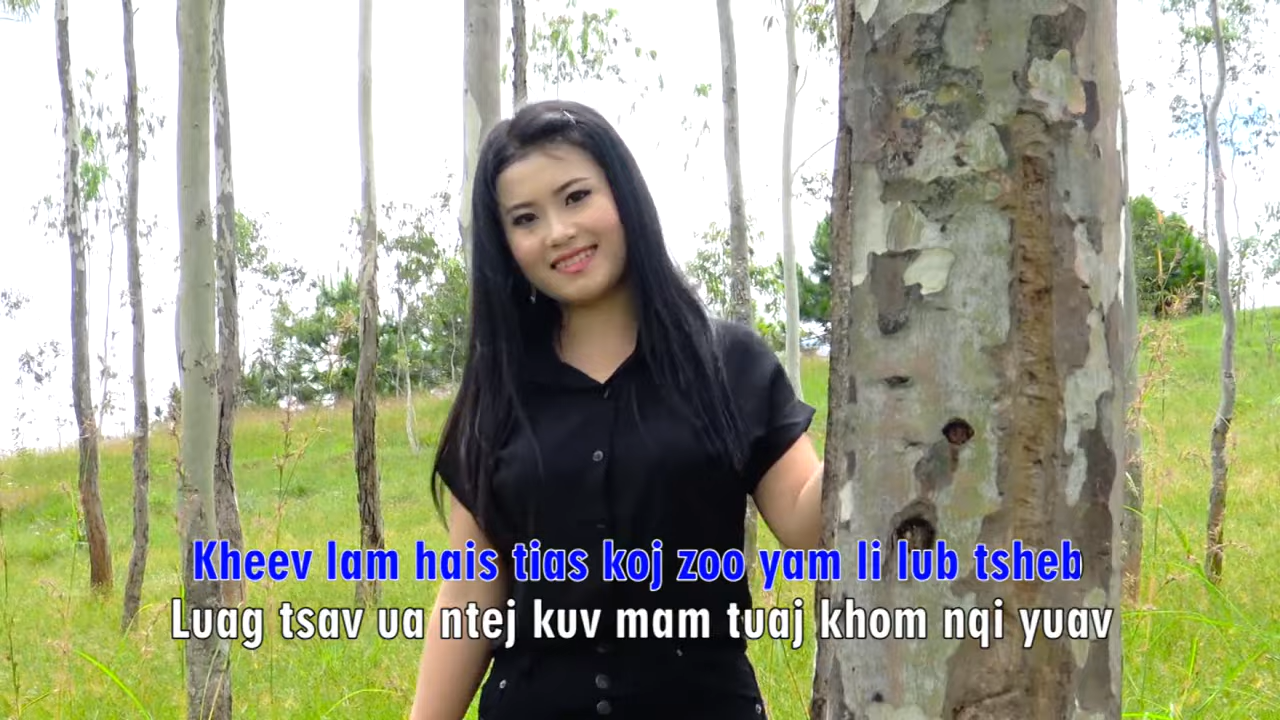 Kheev lam hais tias koj zoo yam li lub tsheb
Luag tsav ua ntej kuv mam tuaj khom nqi yuav